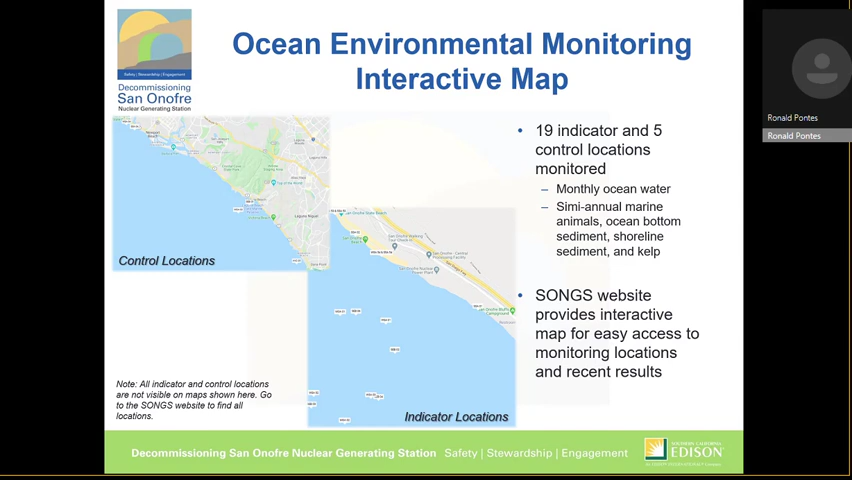 Ocean Environmental Monitoring
Interactive Map
Safety | Stewardship | Engagement
Decommissioning
San Onofre
Nuclear Generating Station
• 19 indicator and 5
control locations
monitored
– Monthly ocean water
– Simi-annual marine
animals, ocean bottom
sediment, shoreline
sediment, and kelp
• SONGS website
provides interactive
map for easy access to
monitoring locations
and recent results
Laguna Niguel
Control Locations
Indicator Locations
Note: All indicator and control locations
are not visible on maps shown here. Go
to the SONGS website to find all
locations.
Decommissioning San Onofre Nuclear Generating Station Safety | Stewardship | Engagement
SOUTHERN CALIFORNIA
EDISON
Ronald Pontes
Ronald Pontes